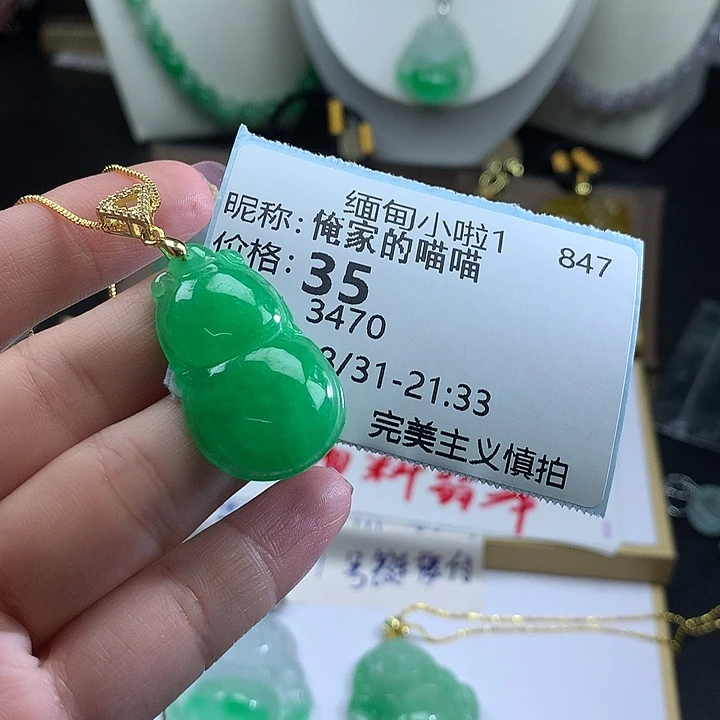 缅甸小啦1
昵称: 俺家的喵喵 847
价格: 35
3470
8/31-21:33
完美主义慎拍